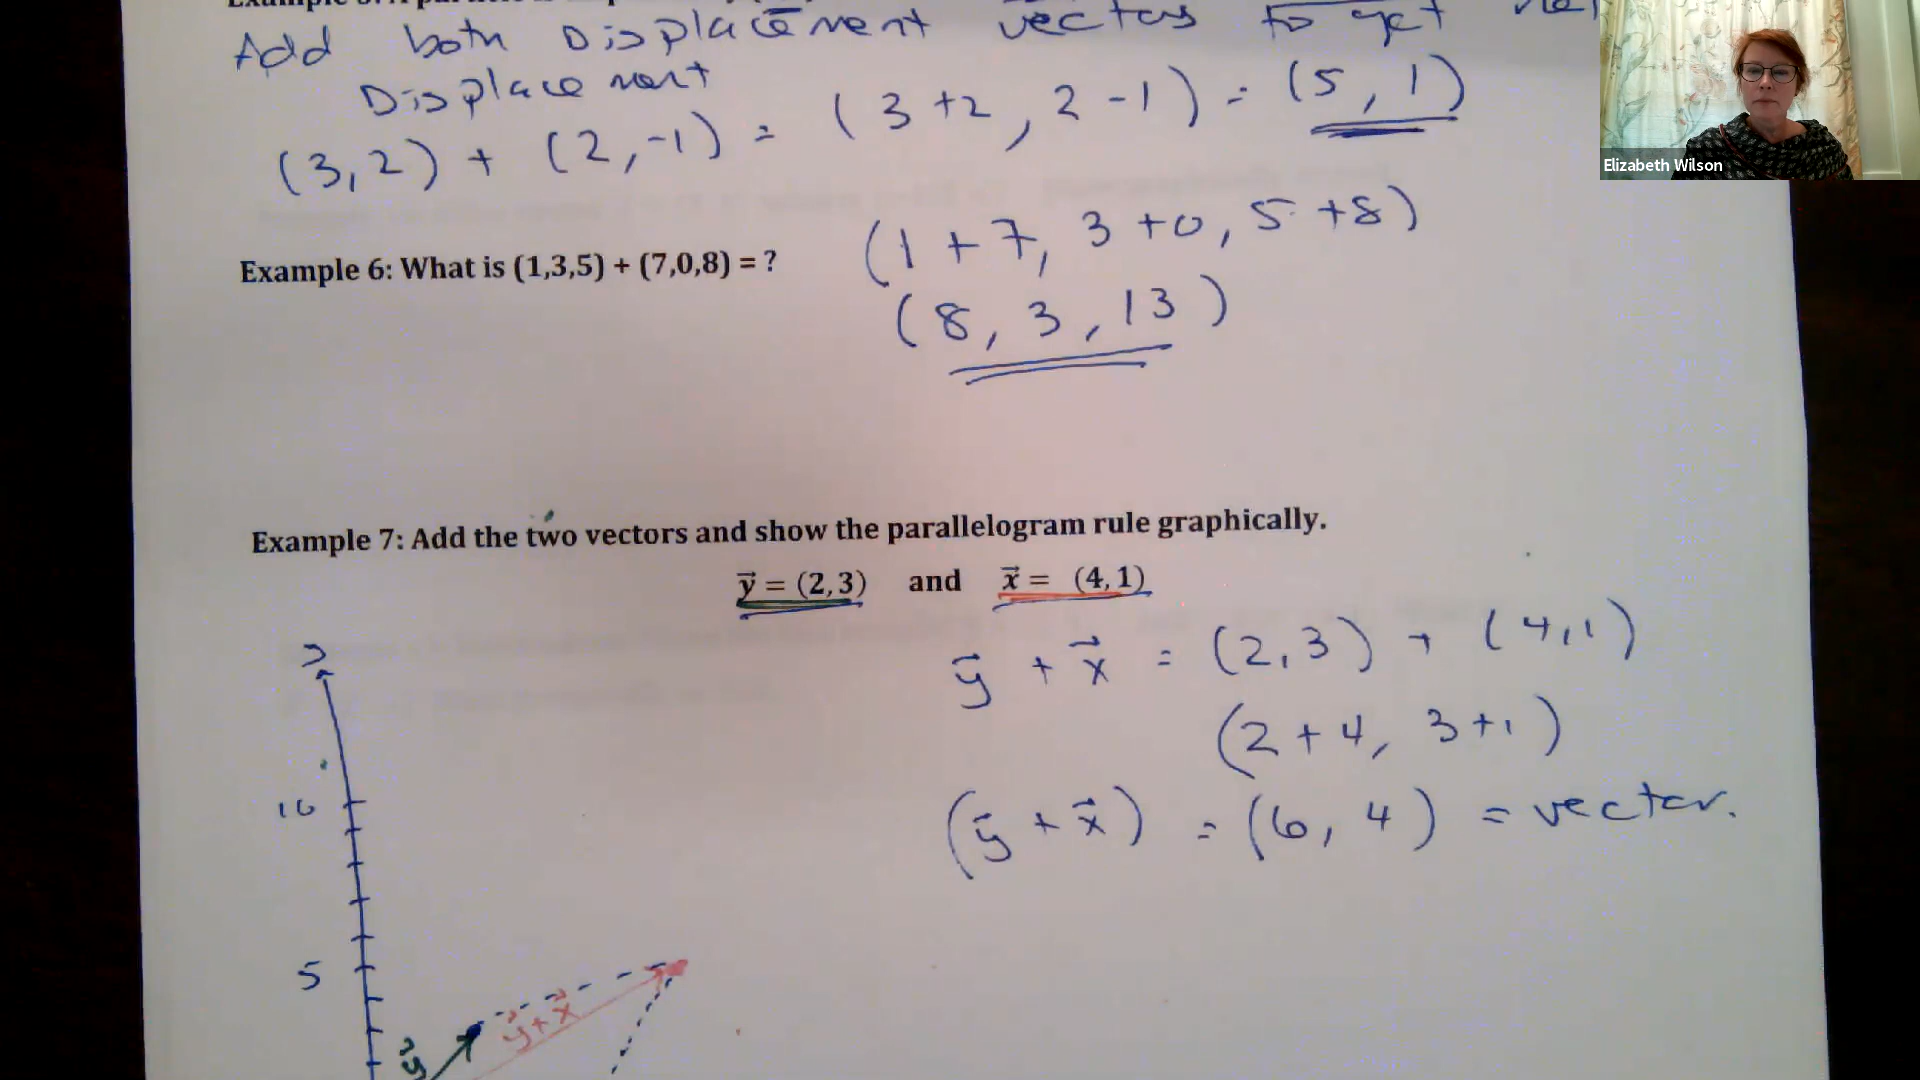 Add both Displacement vectors to get
Displacement
(3,2) + (2,-1) = (3+2, 2-1) = (5, 1)
Elizabeth Wilson
(1+7, 3+0, 5+8)
Example 6: What is (1,3,5) + (7,0,8) = ?
(8, 3, 13)
Example 7: Add the two vectors and show the parallelogram rule graphically.
y⃗ = (2,3) and x⃗ = (4,1)
y⃗ + x⃗ = (2,3) + (4,1)
(2+4, 3+1)
(y⃗ + x⃗) = (6, 4) = vector.
10
5
y⃗+x⃗
y⃗